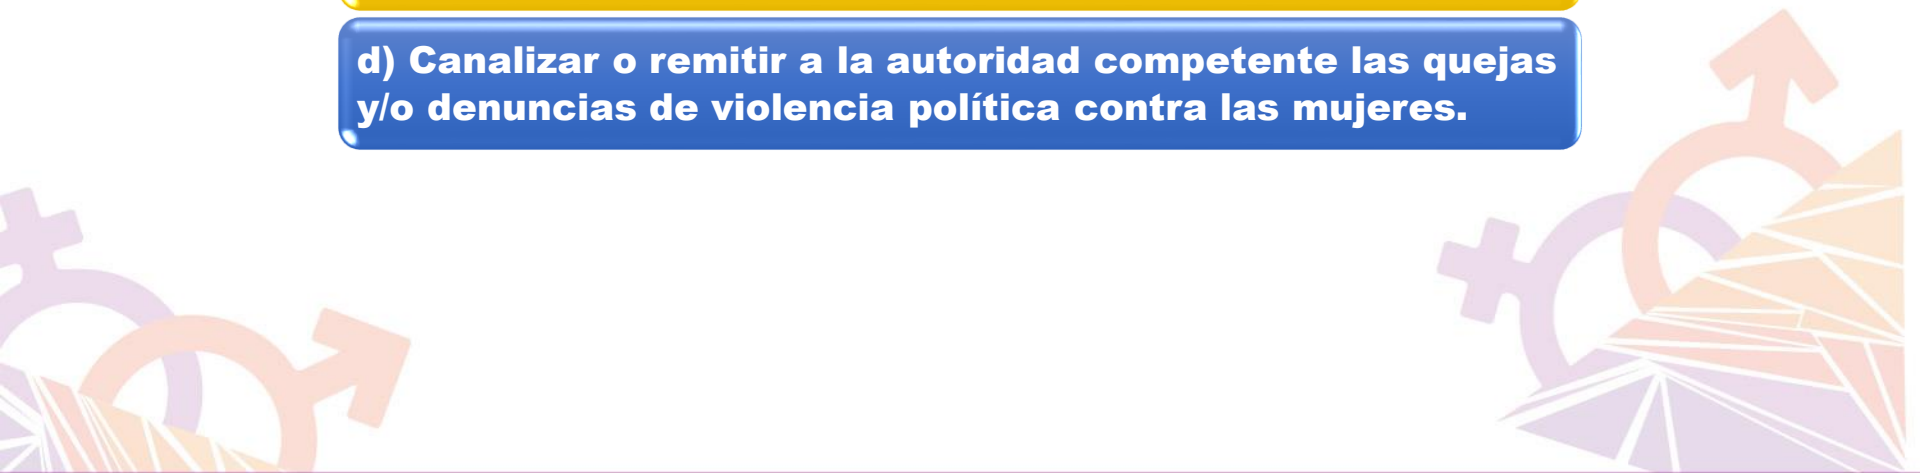 d) Canalizar o remitir a la autoridad competente las quejas
y/o denuncias de violencia política contra las mujeres.